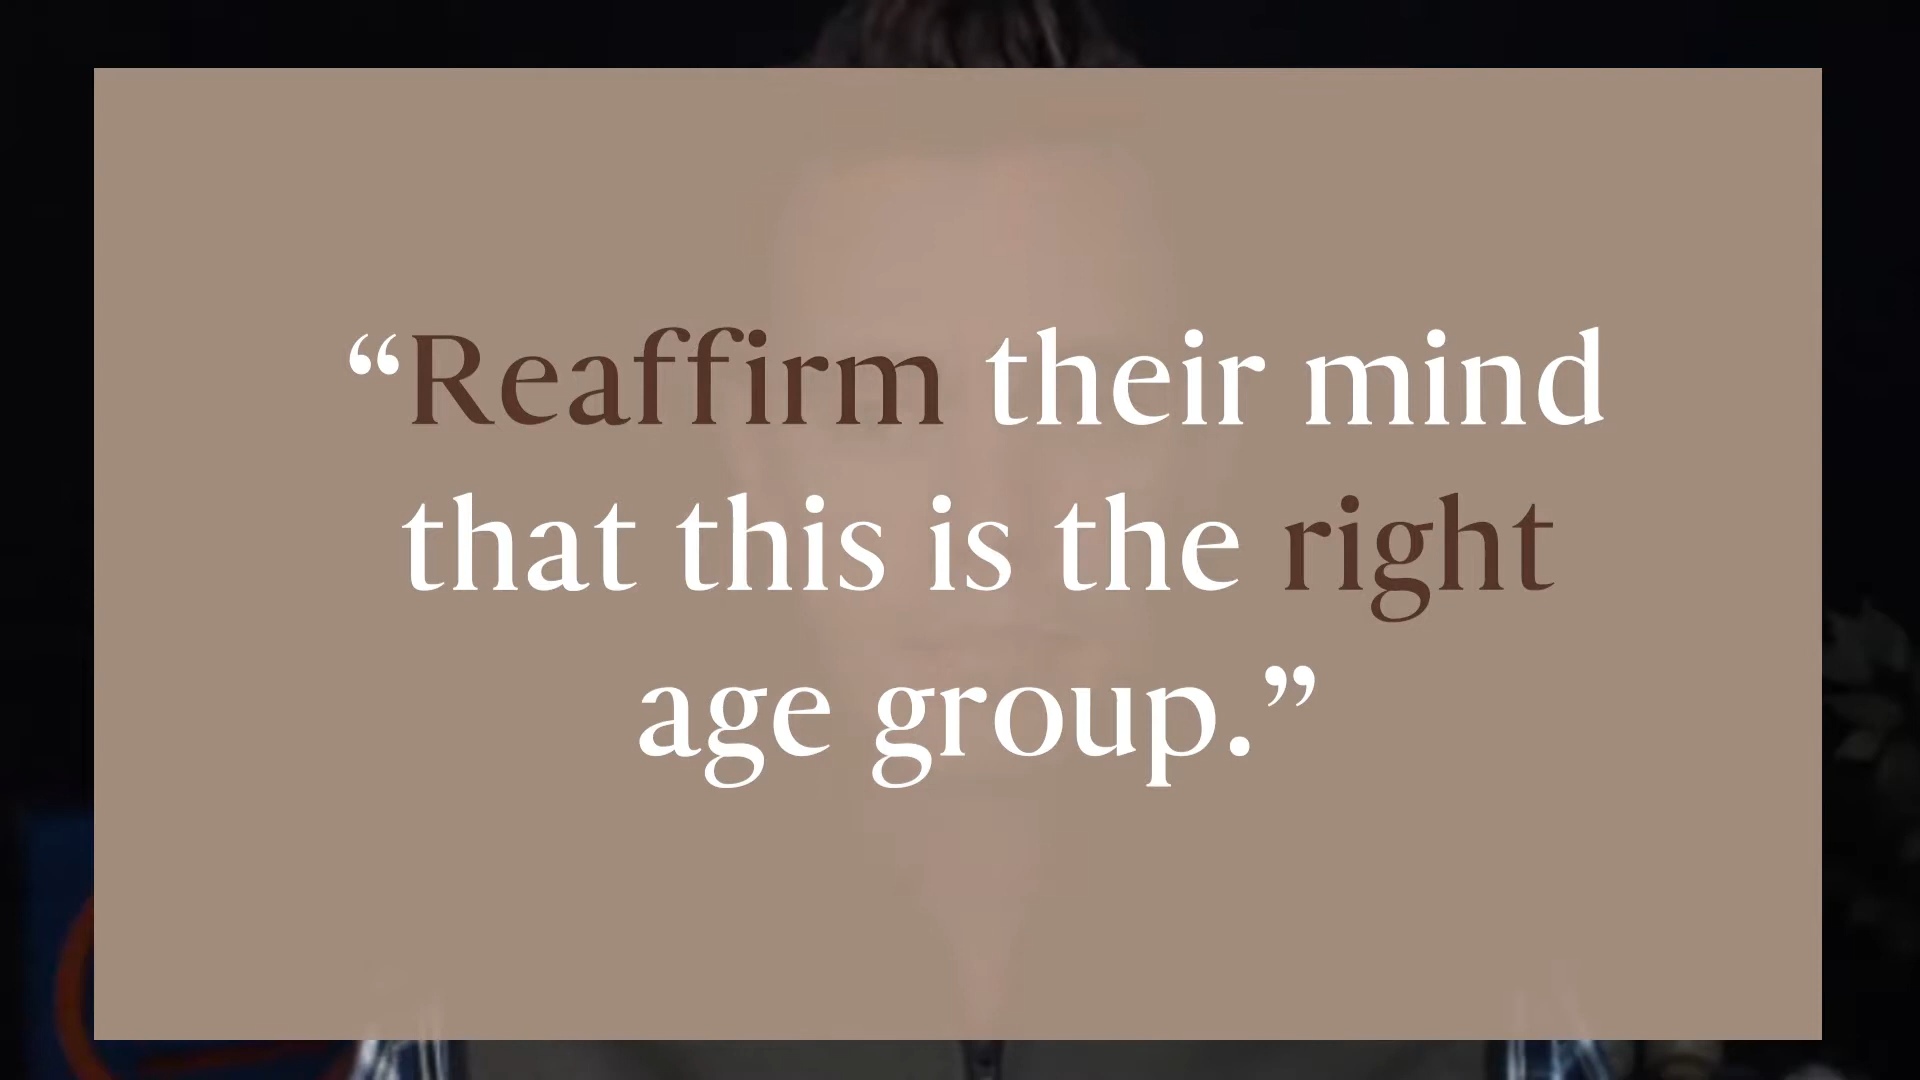 “Reaffirm their mind
that this is the right
age group.”